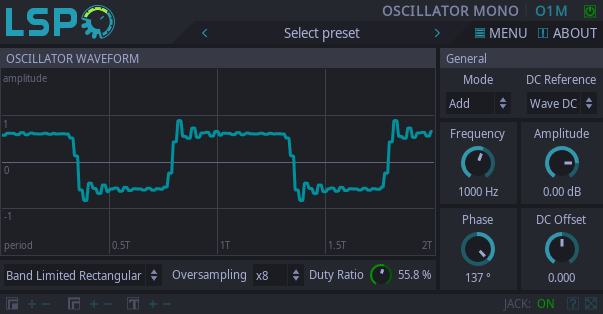 LSP OSCILLATOR MONO O1M
Select preset MENU ABOUT
OSCILLATOR WAVEFORM
General
amplitude
Mode DC Reference
Add Wave DC
1
0
-1
period 0.5T 1T 1.5T 2T
Frequency Amplitude
1000 Hz 0.00 dB
Phase DC Offset
137 ° 0.000
Band Limited Rectangular Oversampling x8 Duty Ratio 55.8 %
T JACK: ON ?